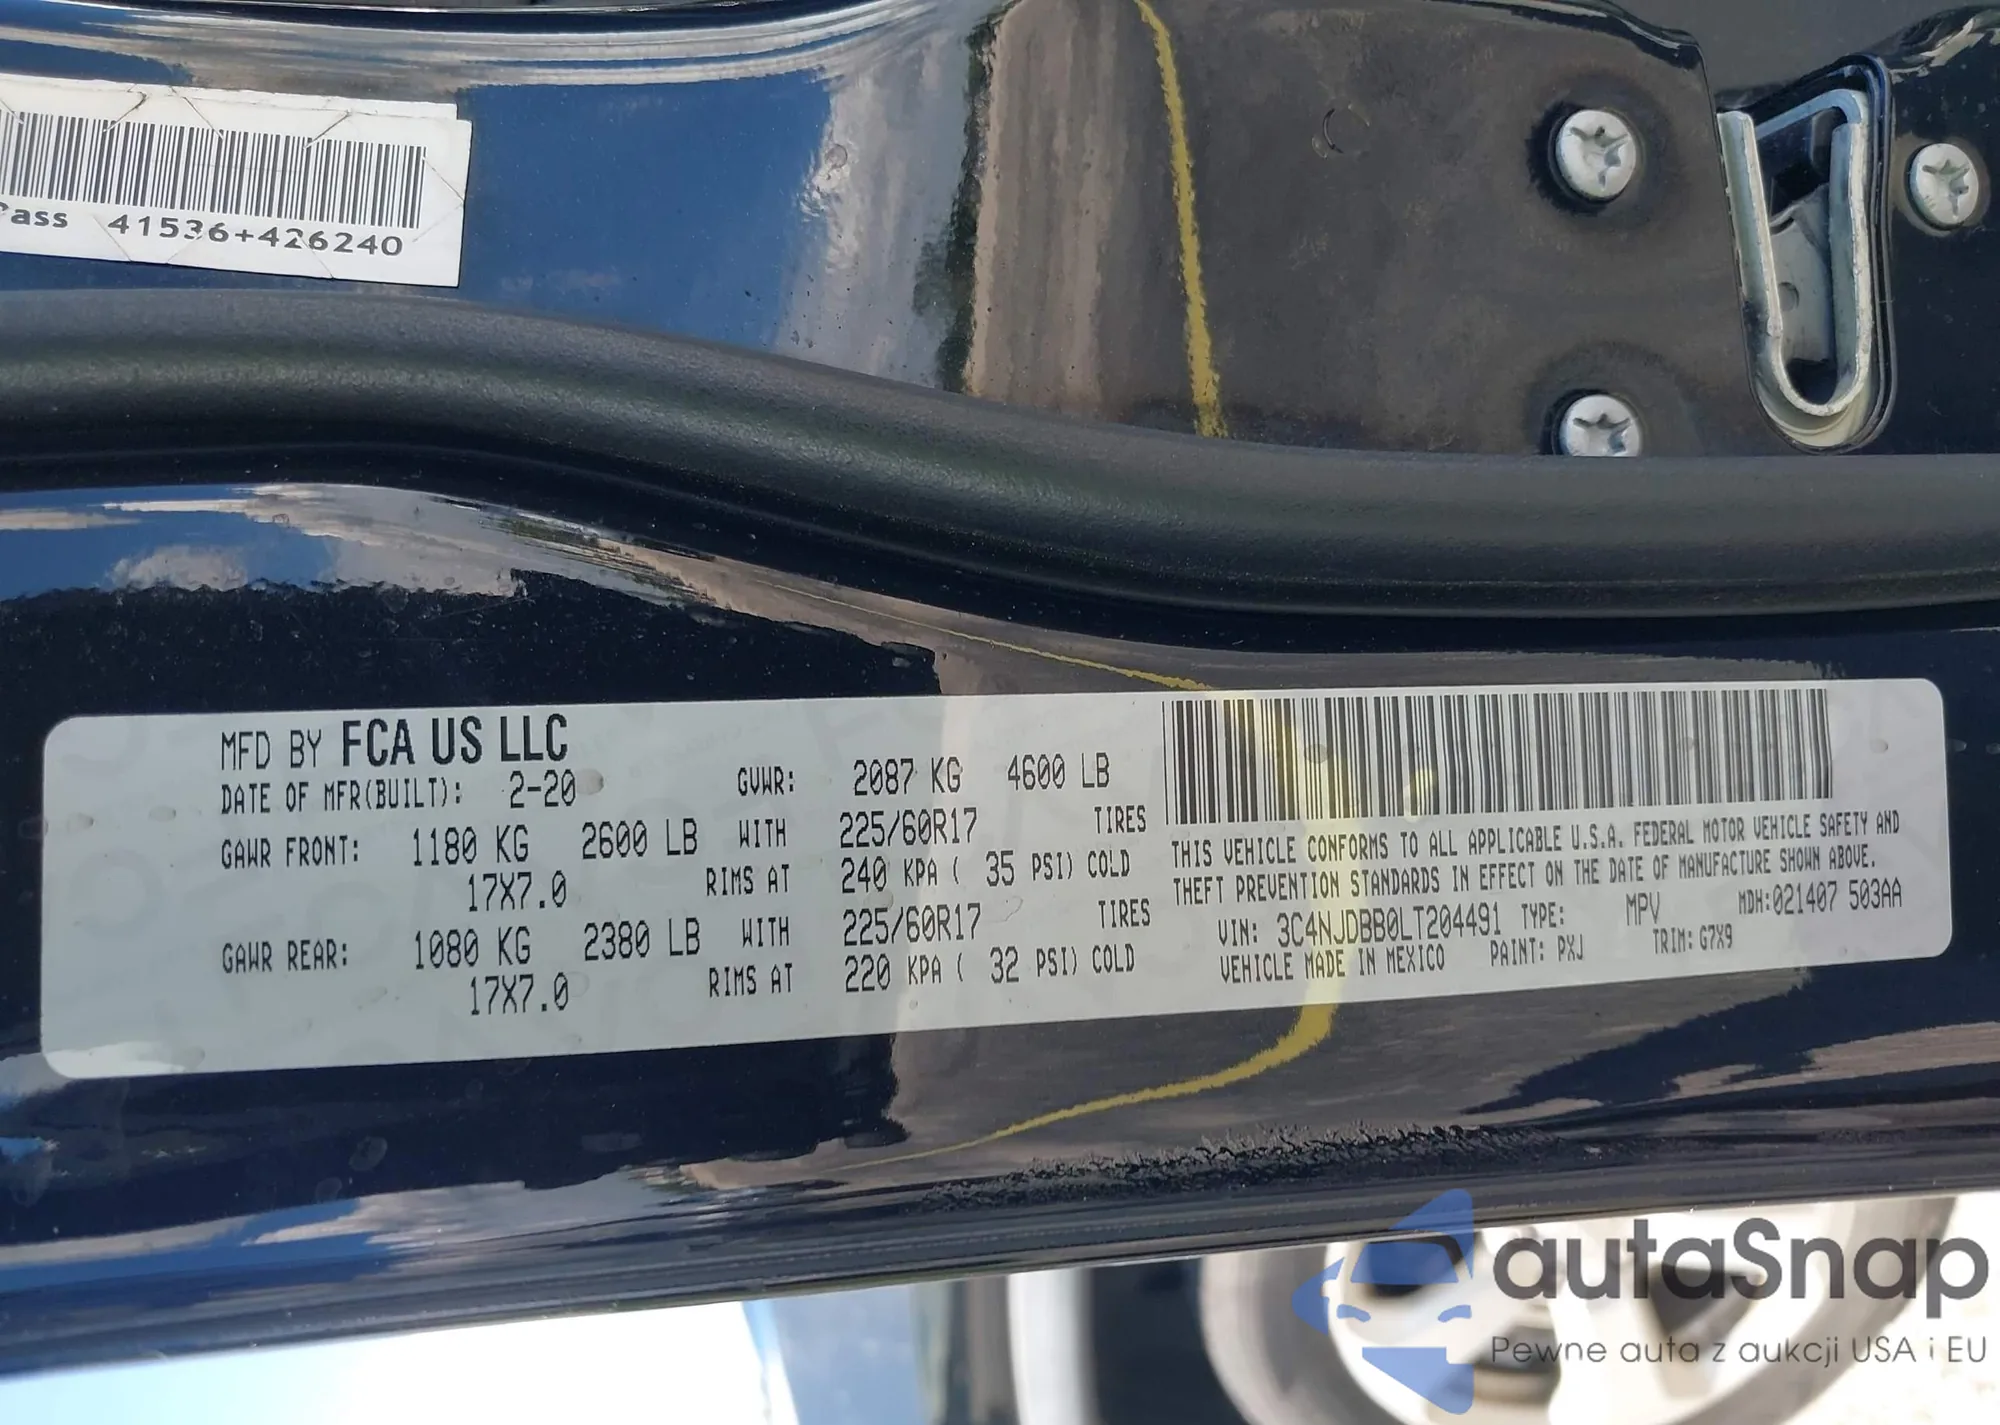 Pass 41536+426240
MFD BY FCA US LLC
DATE OF MFR(BUILT): 2-20 GVWR: 2087 KG 4600 LB
GAWR FRONT: 1180 KG 2600 LB WITH 225/60R17 TIRES
17X7.0 RIMS AT 240 KPA ( 35 PSI) COLD
GAWR REAR: 1080 KG 2380 LB WITH 225/60R17 TIRES
17X7.0 RIMS AT 220 KPA ( 32 PSI) COLD
THIS VEHICLE CONFORMS TO ALL APPLICABLE U.S.A. FEDERAL MOTOR VEHICLE SAFETY AND
THEFT PREVENTION STANDARDS IN EFFECT ON THE DATE OF MANUFACTURE SHOWN ABOVE.
VIN: 3C4NJDBB0LT204491 TYPE: MPV MDH:021407 503AA
VEHICLE MADE IN MEXICO PAINT: PXJ TRIM: G7X9
autaSnap
Pewne auta z aukcji USA i EU